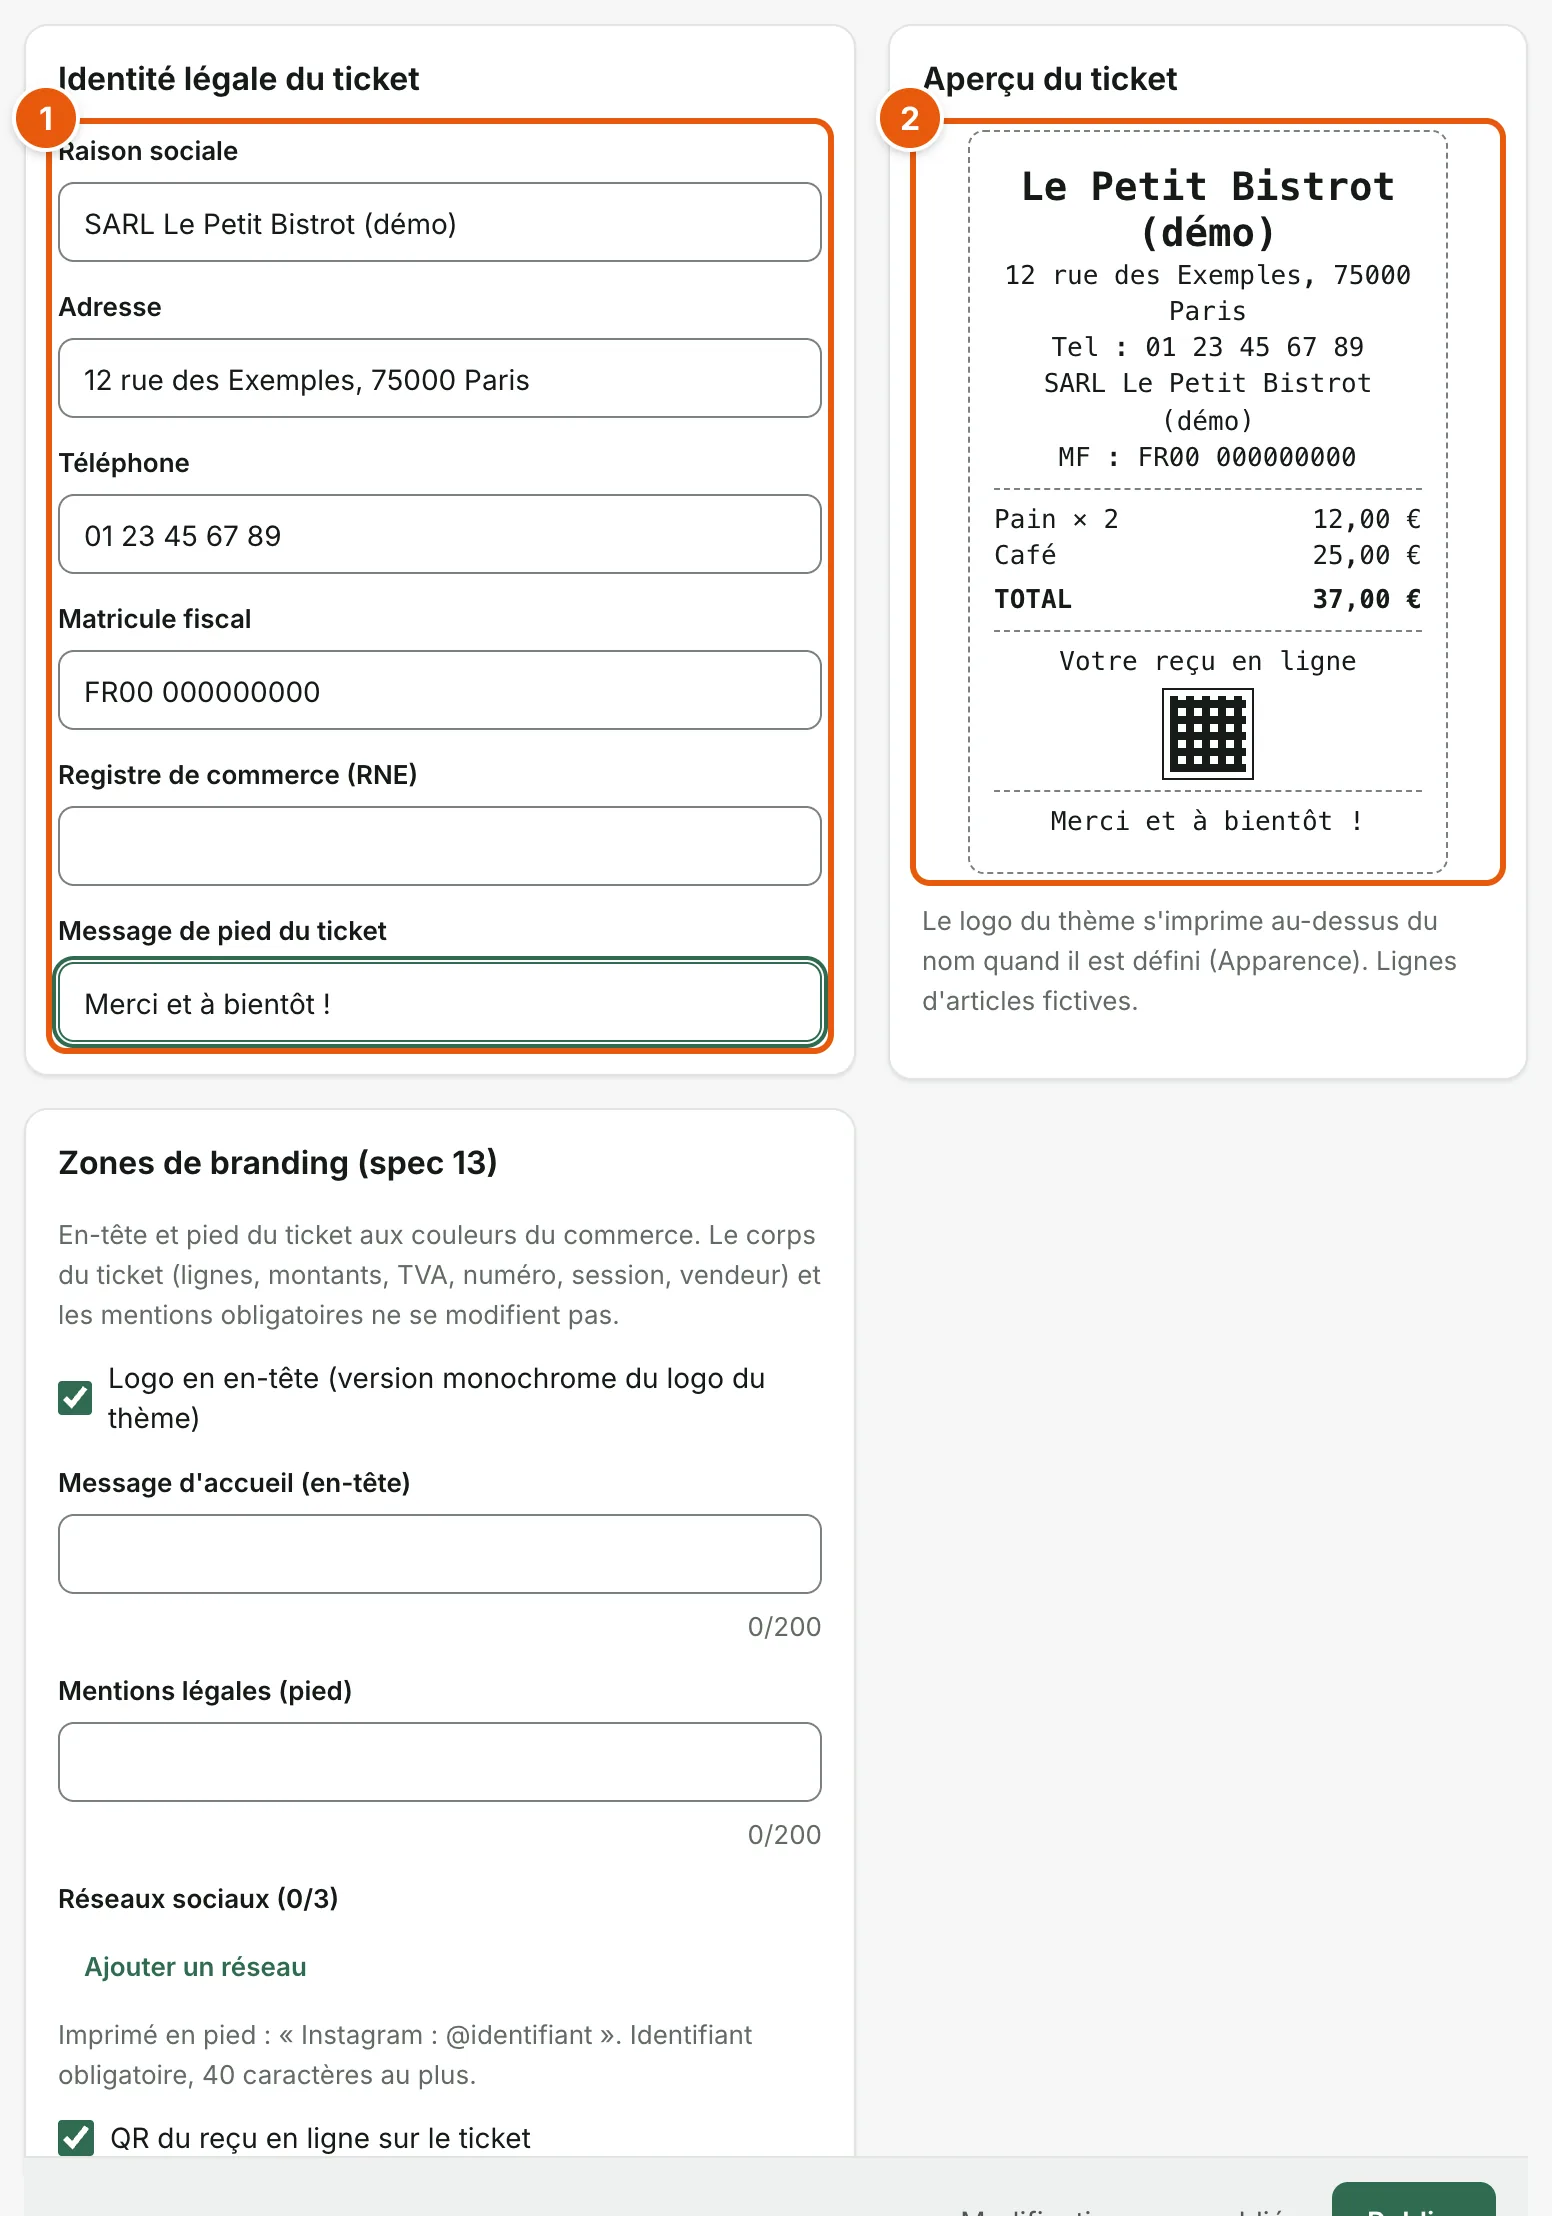 Identité légale du ticket
1
Raison sociale
SARL Le Petit Bistrot (démo)
Adresse
12 rue des Exemples, 75000 Paris
Téléphone
01 23 45 67 89
Matricule fiscal
FR00 000000000
Registre de commerce (RNE)
Message de pied du ticket
Merci et à bientôt !
Aperçu du ticket
2
Le Petit Bistrot
(démo)
12 rue des Exemples, 75000
Paris
Tel : 01 23 45 67 89
SARL Le Petit Bistrot
(démo)
MF : FR00 000000000
Pain × 2 12,00 €
Café 25,00 €
TOTAL 37,00 €
Votre reçu en ligne
Merci et à bientôt !
Le logo du thème s'imprime au-dessus du
nom quand il est défini (Apparence). Lignes
d'articles fictives.
Zones de branding (spec 13)
En-tête et pied du ticket aux couleurs du commerce. Le corps
du ticket (lignes, montants, TVA, numéro, session, vendeur) et
les mentions obligatoires ne se modifient pas.
Logo en en-tête (version monochrome du logo du
thème)
Message d'accueil (en-tête)
0/200
Mentions légales (pied)
0/200
Réseaux sociaux (0/3)
Ajouter un réseau
Imprimé en pied : « Instagram : @identifiant ». Identifiant
obligatoire, 40 caractères au plus.
QR du reçu en ligne sur le ticket